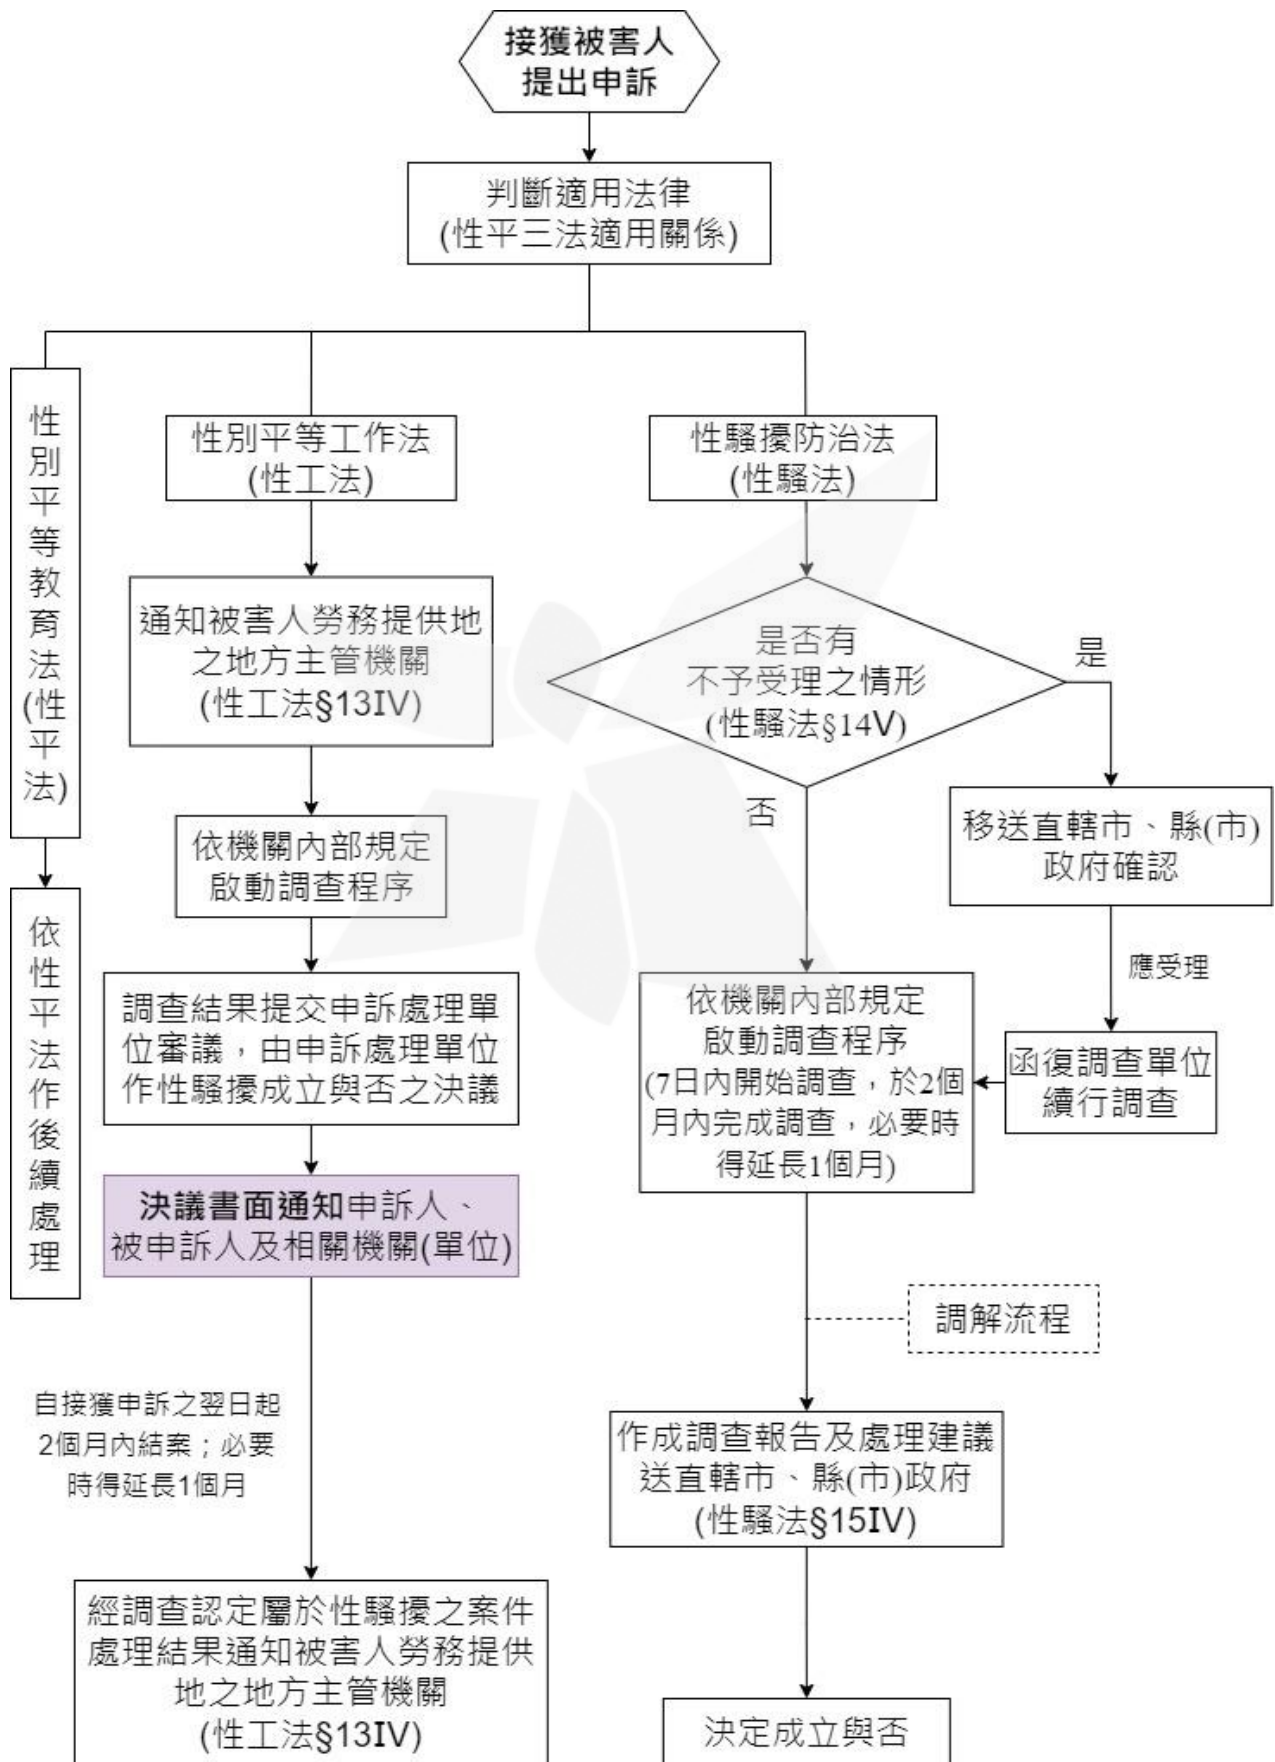 接獲被害人
提出申訴
判斷適用法律
(性平三法適用關係)
性別平等教育法(性平法)
依性平法作後續處理
性別平等工作法
(性工法)
通知被害人勞務提供地
之地方主管機關
(性工法§13IV)
依機關內部規定
啟動調查程序
調查結果提交申訴處理單
位審議，由申訴處理單位
作性騷擾成立與否之決議
決議書面通知申訴人、
被申訴人及相關機關(單位)
自接獲申訴之翌日起
2個月內結案；必要
時得延長1個月
經調查認定屬於性騷擾之案件
處理結果通知被害人勞務提供
地之地方主管機關
(性工法§13IV)
性騷擾防治法
(性騷法)
是否有
不予受理之情形
(性騷法§14V)
是
否
移送直轄市、縣(市)
政府確認
應受理
函復調查單位
續行調查
依機關內部規定
啟動調查程序
(7日內開始調查，於2個
月內完成調查，必要時
得延長1個月)
調解流程
作成調查報告及處理建議
送直轄市、縣(市)政府
(性騷法§15IV)
決定成立與否